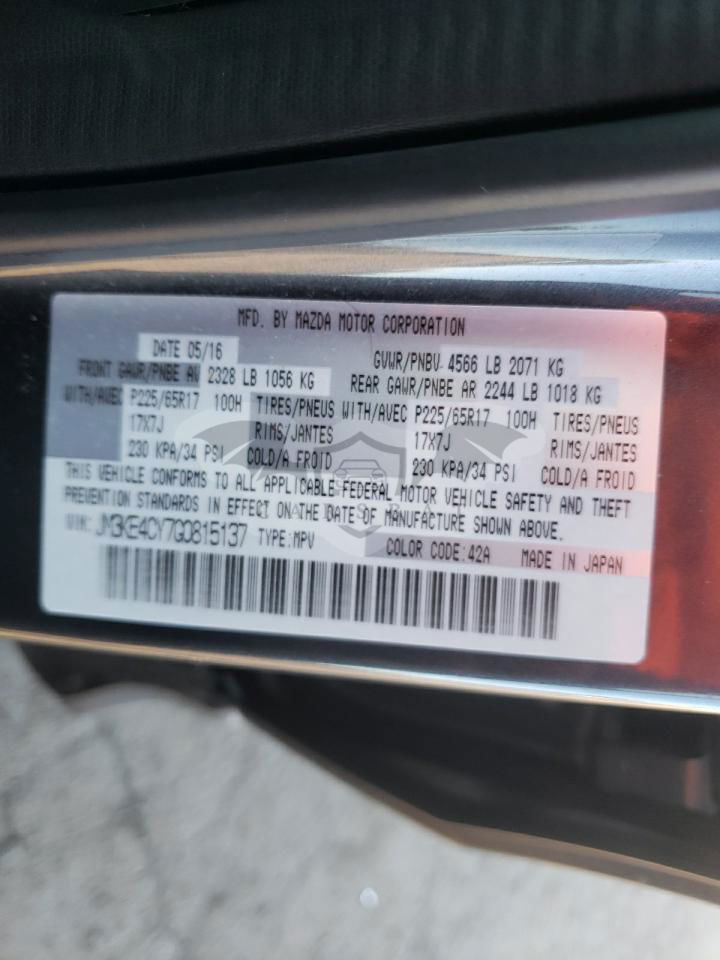 MFD. BY MAZDA MOTOR CORPORATION
DATE 05/16 GVWR/PNBV 4566 LB 2071 KG
FRONT GAWR/PNBE AV 2328 LB 1056 KG REAR GAWR/PNBE AR 2244 LB 1018 KG
WITH/AVEC P225/65R17 100H TIRES/PNEUS WITH/AVEC P225/65R17 100H TIRES/PNEUS
17X7J RIMS/JANTES 17X7J RIMS/JANTES
230 KPA/34 PSI COLD/A FROID 230 KPA/34 PSI COLD/A FROID
THIS VEHICLE CONFORMS TO ALL APPLICABLE FEDERAL MOTOR VEHICLE SAFETY AND THEFT
PREVENTION STANDARDS IN EFFECT ON THE DATE OF MANUFACTURE SHOWN ABOVE.
VIN: JM3KE4CY7G0815137 TYPE:MPV COLOR CODE:42A MADE IN JAPAN